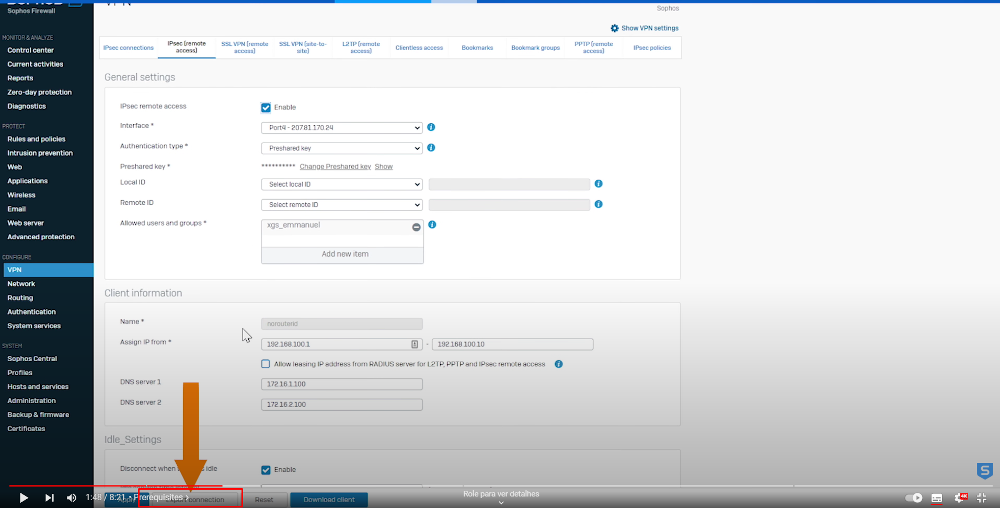 Sophos Firewall
VPN
Sophos
Show VPN settings
MONITOR & ANALYZE
Control center
Current activities
Reports
Zero-day protection
Diagnostics
PROTECT
Rules and policies
Intrusion prevention
Web
Applications
Wireless
Email
Web server
Advanced protection
CONFIGURE
VPN
Network
Routing
Authentication
System services
SYSTEM
Sophos Central
Profiles
Hosts and services
Administration
Backup & firmware
Certificates
IPsec connections
IPsec (remote
access)
SSL VPN (remote
access)
SSL VPN (site-to-
site)
L2TP (remote
access)
Clientless access
Bookmarks
Bookmark groups
PPTP (remote
access)
IPsec policies
General settings
IPsec remote access
Enable
Interface *
Port4 - 207.81.170.24
Authentication type *
Preshared key
Preshared key *
********** Change Preshared key Show
Local ID
Select local ID
Remote ID
Select remote ID
Allowed users and groups *
xgs_emmanuel
Add new item
Client information
Name *
norouterid
Assign IP from *
192.168.100.1 - 192.168.100.10
Allow leasing IP address from RADIUS server for L2TP, PPTP and IPsec remote access
DNS server 1
172.16.1.100
DNS server 2
172.16.2.100
Idle_Settings
Disconnect when idle
Enable
1:48 / 8:21 • Prerequisites >
Apply
Export connection
Reset
Download client
Role para ver detalhes
4K
S